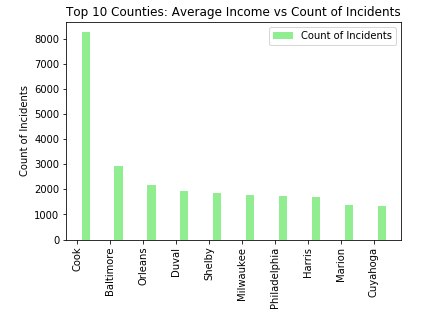 Top 10 Counties: Average Income vs Count of Incidents
Count of Incidents
8000
7000
6000
5000
4000
3000
2000
1000
0
Count of Incidents
Cook
Baltimore
Orleans
Duval
Shelby
Milwaukee
Philadelphia
Harris
Marion
Cuyahoga